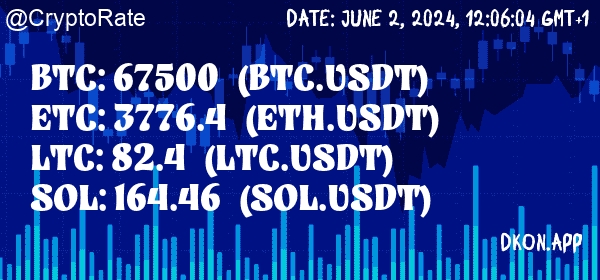 @CryptoRate
DATE: JUNE 2, 2024, 12:06:04 GMT+1
BTC: 67500 (BTC.USDT)
ETC: 3776.4 (ETH.USDT)
LTC: 82.4 (LTC.USDT)
SOL: 164.46 (SOL.USDT)
DKON.APP